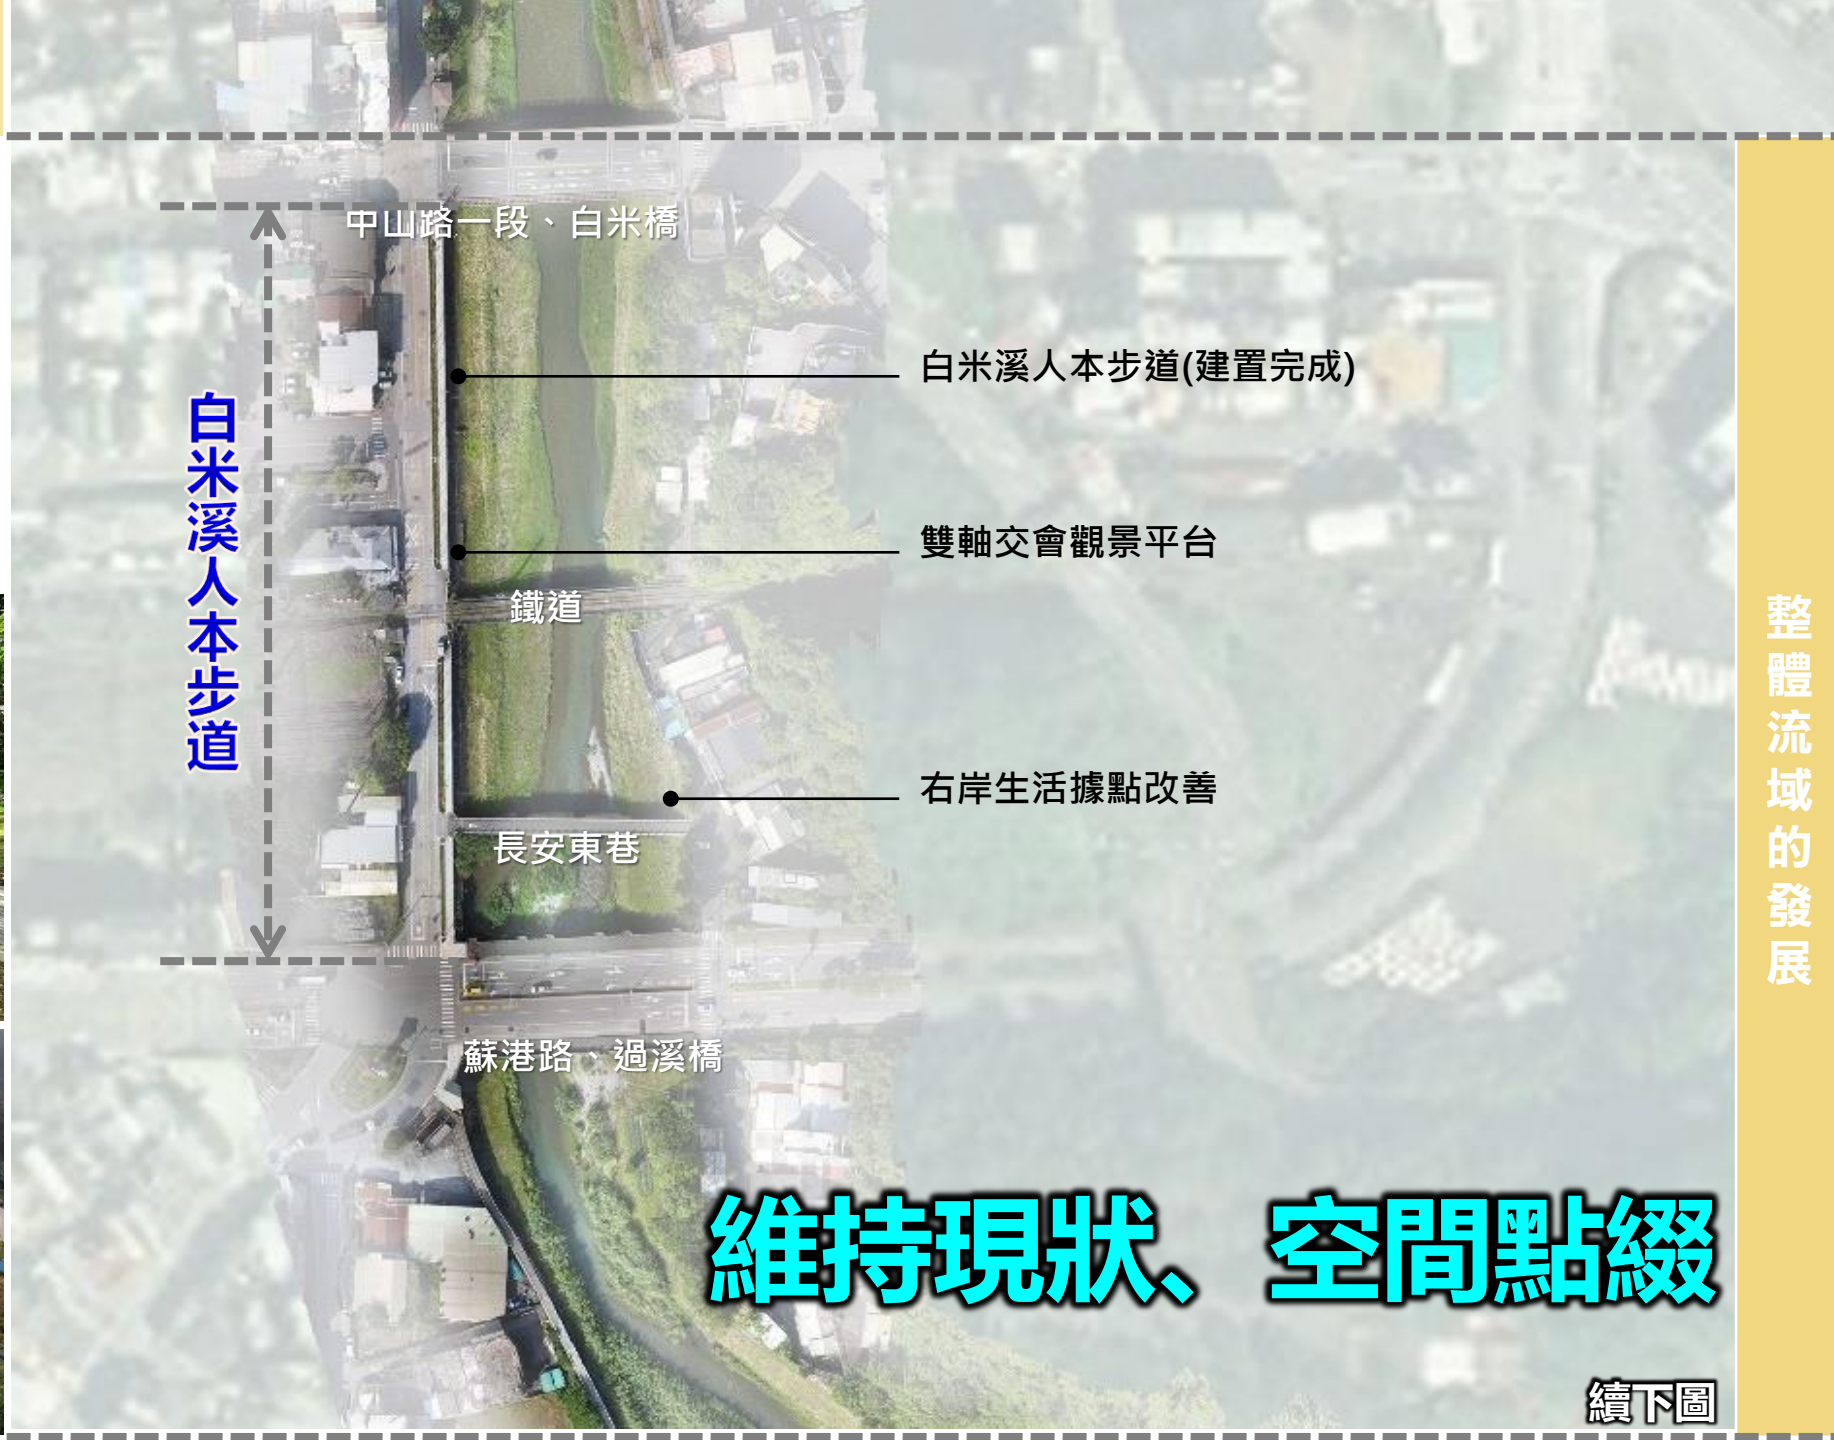 中山路一段、白米橋
白米溪人本步道(建置完成)
白米溪人本步道
雙軸交會觀景平台
鐵道
整體流域的發展
右岸生活據點改善
長安東巷
蘇港路、過溪橋
維持現狀、空間點綴
續下圖